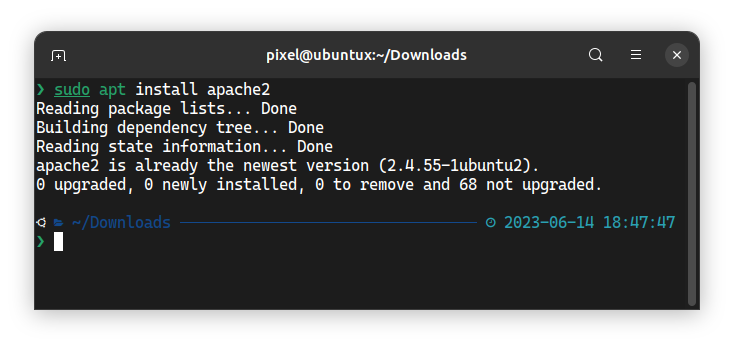 pixel@ubuntux:~/Downloads
❯ sudo apt install apache2
Reading package lists... Done
Building dependency tree... Done
Reading state information... Done
apache2 is already the newest version (2.4.55-1ubuntu2).
0 upgraded, 0 newly installed, 0 to remove and 68 not upgraded.
~/Downloads 2023-06-14 18:47:47
❯